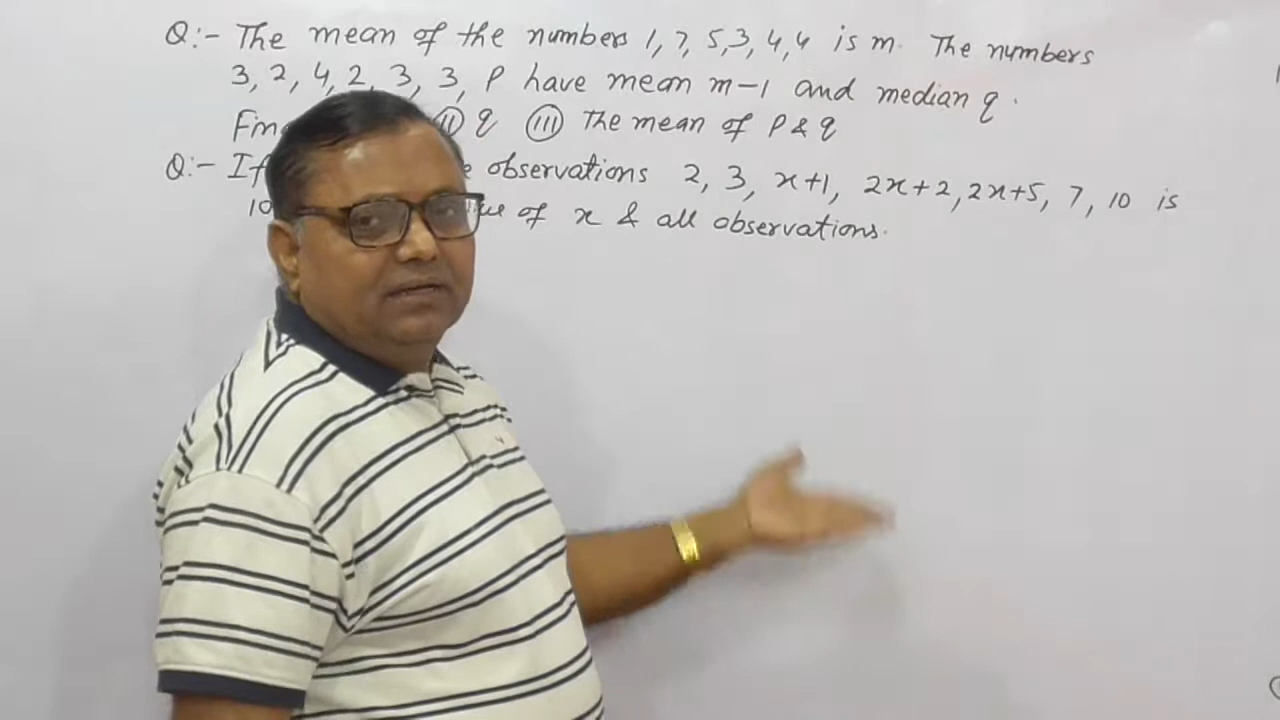 Q:- The mean of the numbers 1, 7, 5, 3, 4, 4 is m. The numbers
3, 2, 4, 2, 3, 3, P have mean m-1 and median q.
Fin II q III The mean of P & q
Q:- If observations 2, 3, x+1, 2x+2, 2x+5, 7, 10 is
10 of x & all observations.